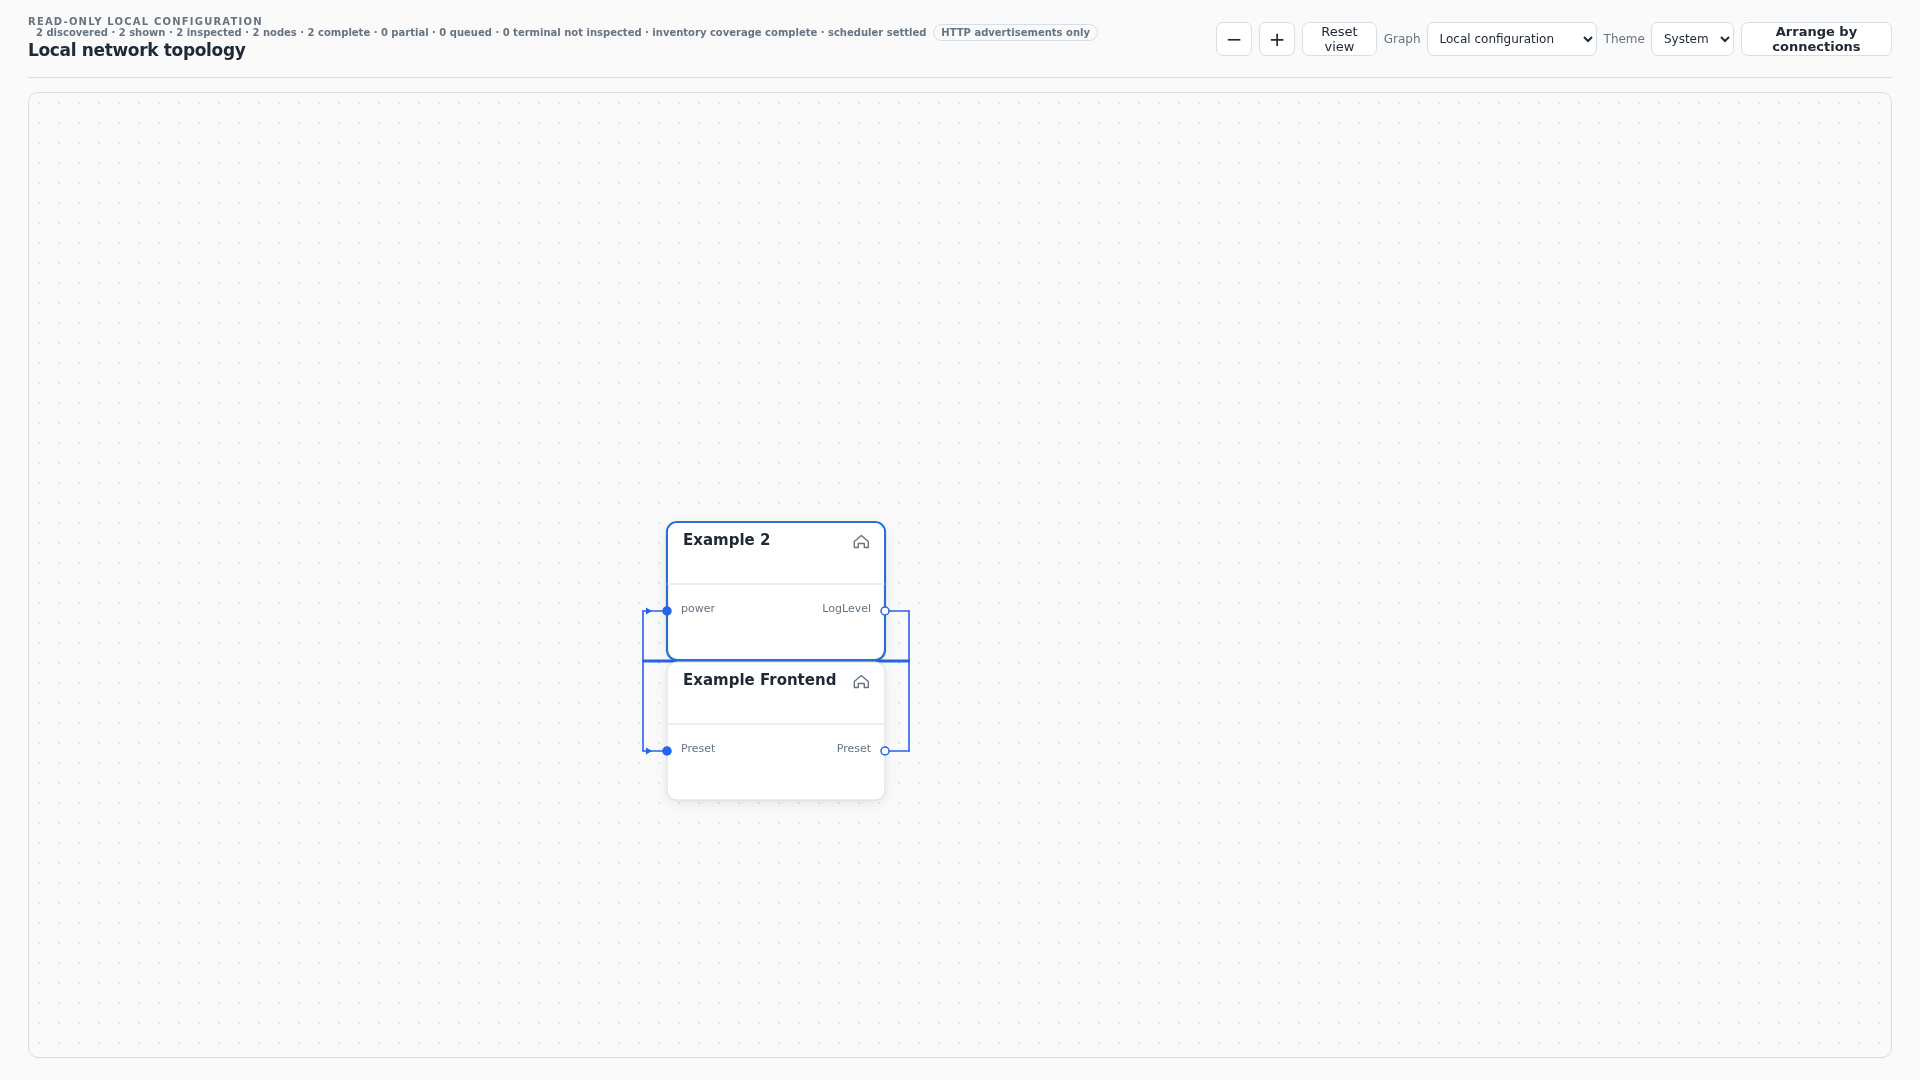 READ-ONLY LOCAL CONFIGURATION
2 discovered · 2 shown · 2 inspected · 2 nodes · 2 complete · 0 partial · 0 queued · 0 terminal not inspected · inventory coverage complete · scheduler settled HTTP advertisements only
Local network topology
− + Reset view Graph Local configuration Theme System Arrange by connections
Example 2
power LogLevel
Example Frontend
Preset Preset